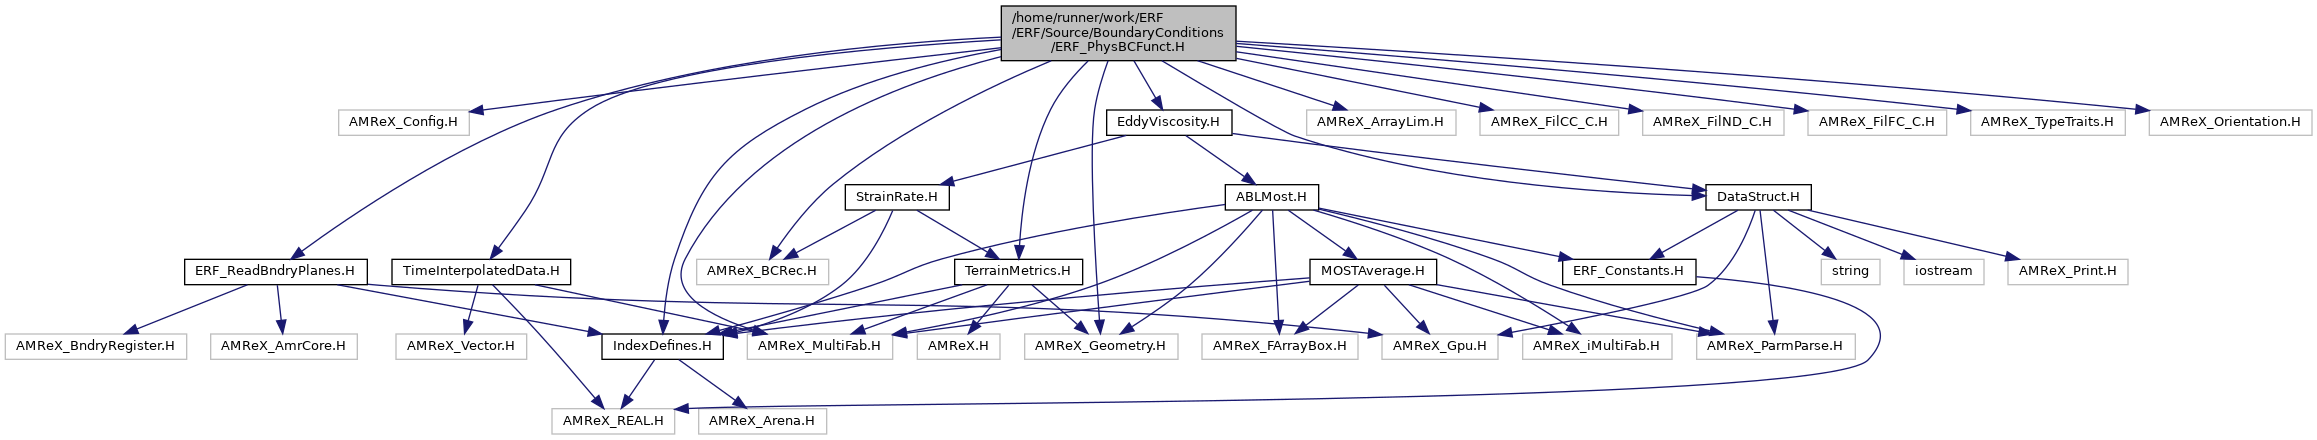 /home/runner/work/ERF
/ERF/Source/BoundaryConditions
/ERF_PhysBCFunct.H
AMReX_Config.H
EddyViscosity.H
AMReX_ArrayLim.H
AMReX_FilCC_C.H
AMReX_FilND_C.H
AMReX_FilFC_C.H
AMReX_TypeTraits.H
AMReX_Orientation.H
StrainRate.H
ABLMost.H
DataStruct.H
ERF_ReadBndryPlanes.H
TimeInterpolatedData.H
AMReX_BCRec.H
TerrainMetrics.H
MOSTAverage.H
ERF_Constants.H
string
iostream
AMReX_Print.H
AMReX_BndryRegister.H
AMReX_AmrCore.H
AMReX_Vector.H
IndexDefines.H
AMReX_MultiFab.H
AMReX.H
AMReX_Geometry.H
AMReX_FArrayBox.H
AMReX_Gpu.H
AMReX_iMultiFab.H
AMReX_ParmParse.H
AMReX_REAL.H
AMReX_Arena.H